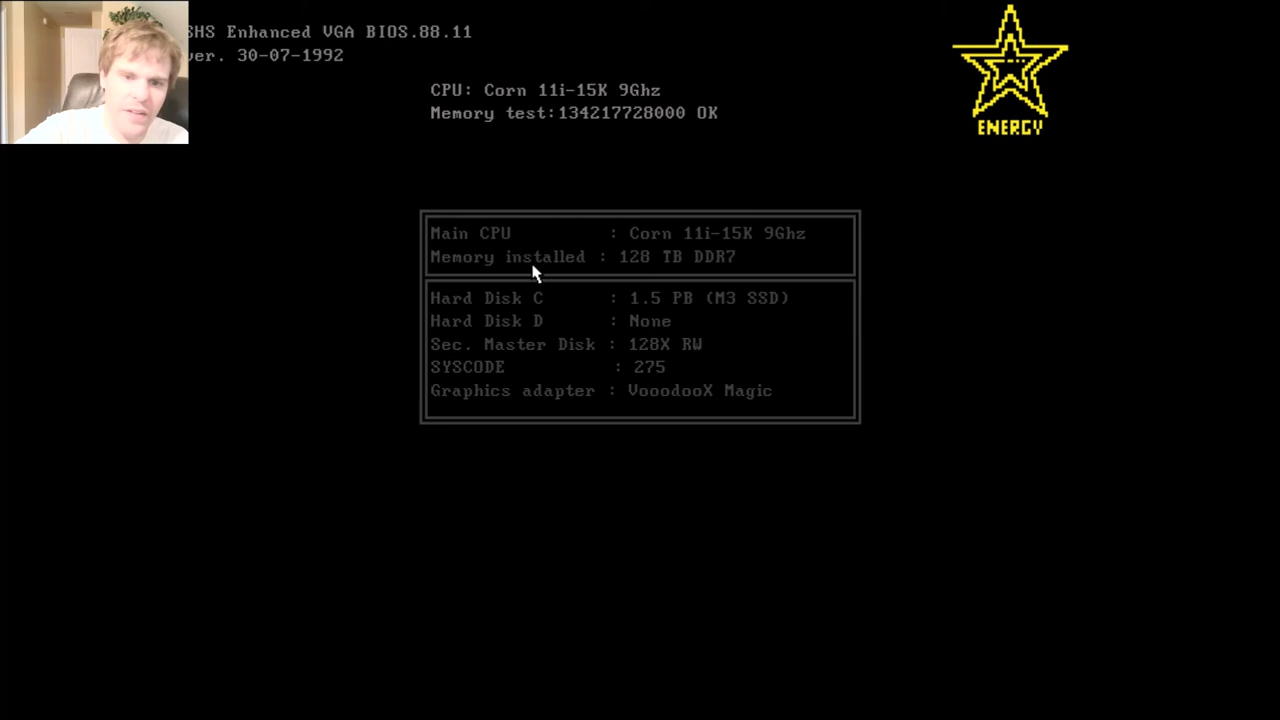 SHS Enhanced VGA BIOS.88.11
ver. 30-07-1992
CPU: Corn 11i-15K 9Ghz
Memory test:134217728000 OK
ENERGY
Main CPU : Corn 11i-15K 9Ghz
Memory installed : 128 TB DDR7
Hard Disk C : 1.5 PB (M3 SSD)
Hard Disk D : None
Sec. Master Disk : 128X RW
SYSCODE : 275
Graphics adapter : VooodooX Magic